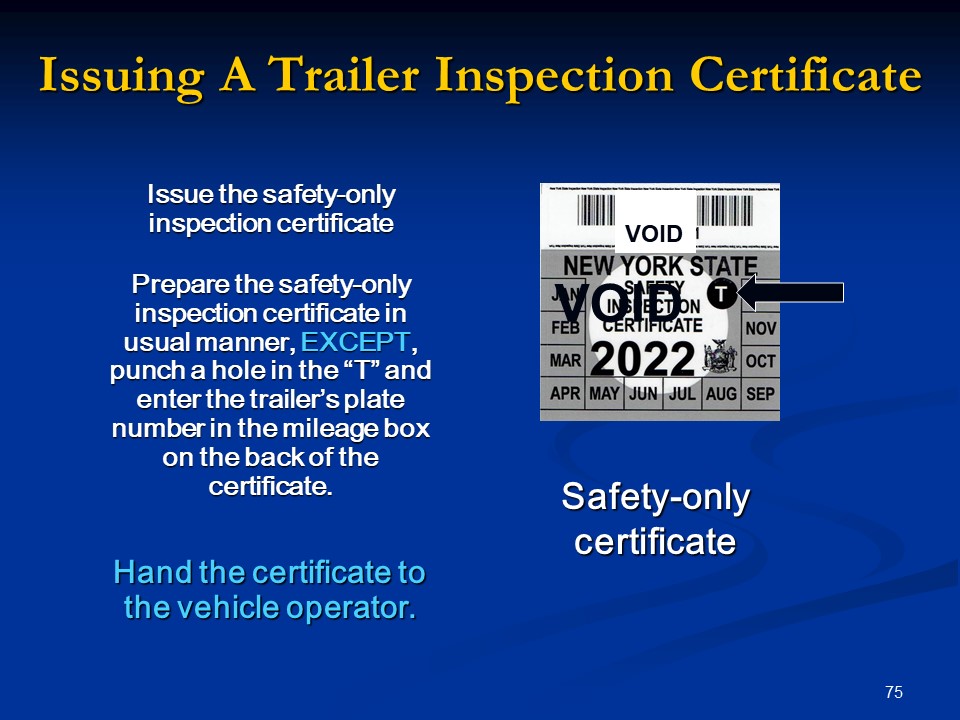 Issuing A Trailer Inspection Certificate
Issue the safety-only
inspection certificate
Prepare the safety-only
inspection certificate in
usual manner, EXCEPT,
punch a hole in the “T” and
enter the trailer’s plate
number in the mileage box
on the back of the
certificate.
Hand the certificate to
the vehicle operator.
VOID
NEW YORK STATE
SAFETY
INSPECTION
CERTIFICATE
VOID
T
2022
JAN
FEB
MAR
APR MAY JUN JUL AUG SEP
OCT
NOV
Safety-only
certificate
75